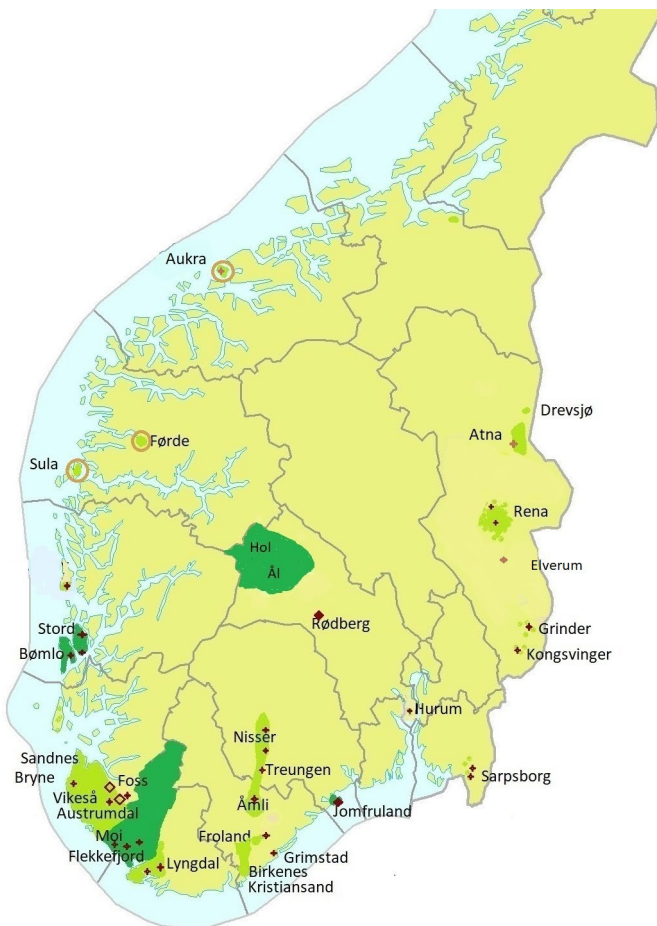 Aukra
Drevsjø
Atna
Førde
Sula
Rena
Hol
Ål
Elverum
Rødberg
Stord
Grinder
Bømlo
Kongsvinger
Hurum
Nisser
Sandnes
Foss
Treungen
Bryne
Sarpsborg
Vikeså
Åmli
Austrumdal
Jomfruland
Moi
Froland
Flekkefjord
Lyngdal
Grimstad
Birkenes
Kristiansand